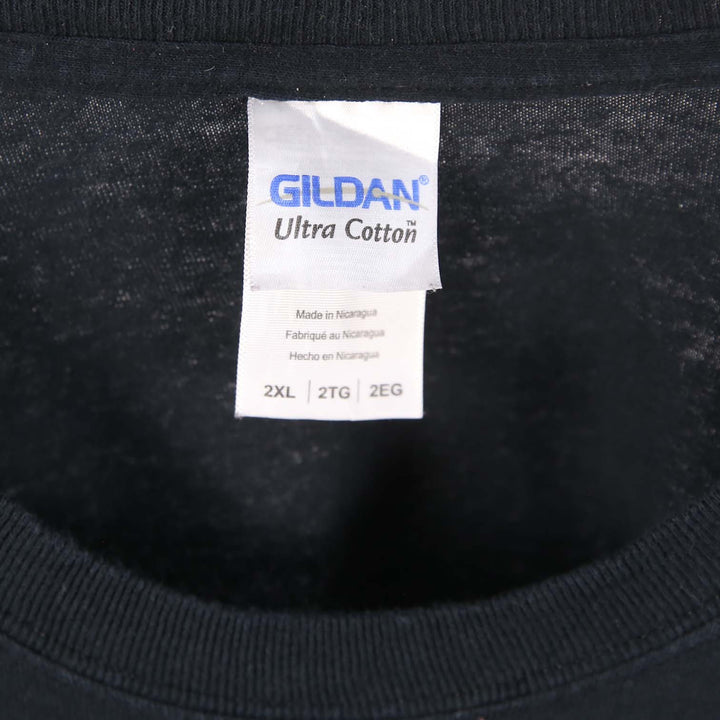 GILDAN®
Ultra Cotton™
Made in Nicaragua
Fabriqué au Nicaragua
Hecho en Nicaragua
2XL | 2TG | 2EG